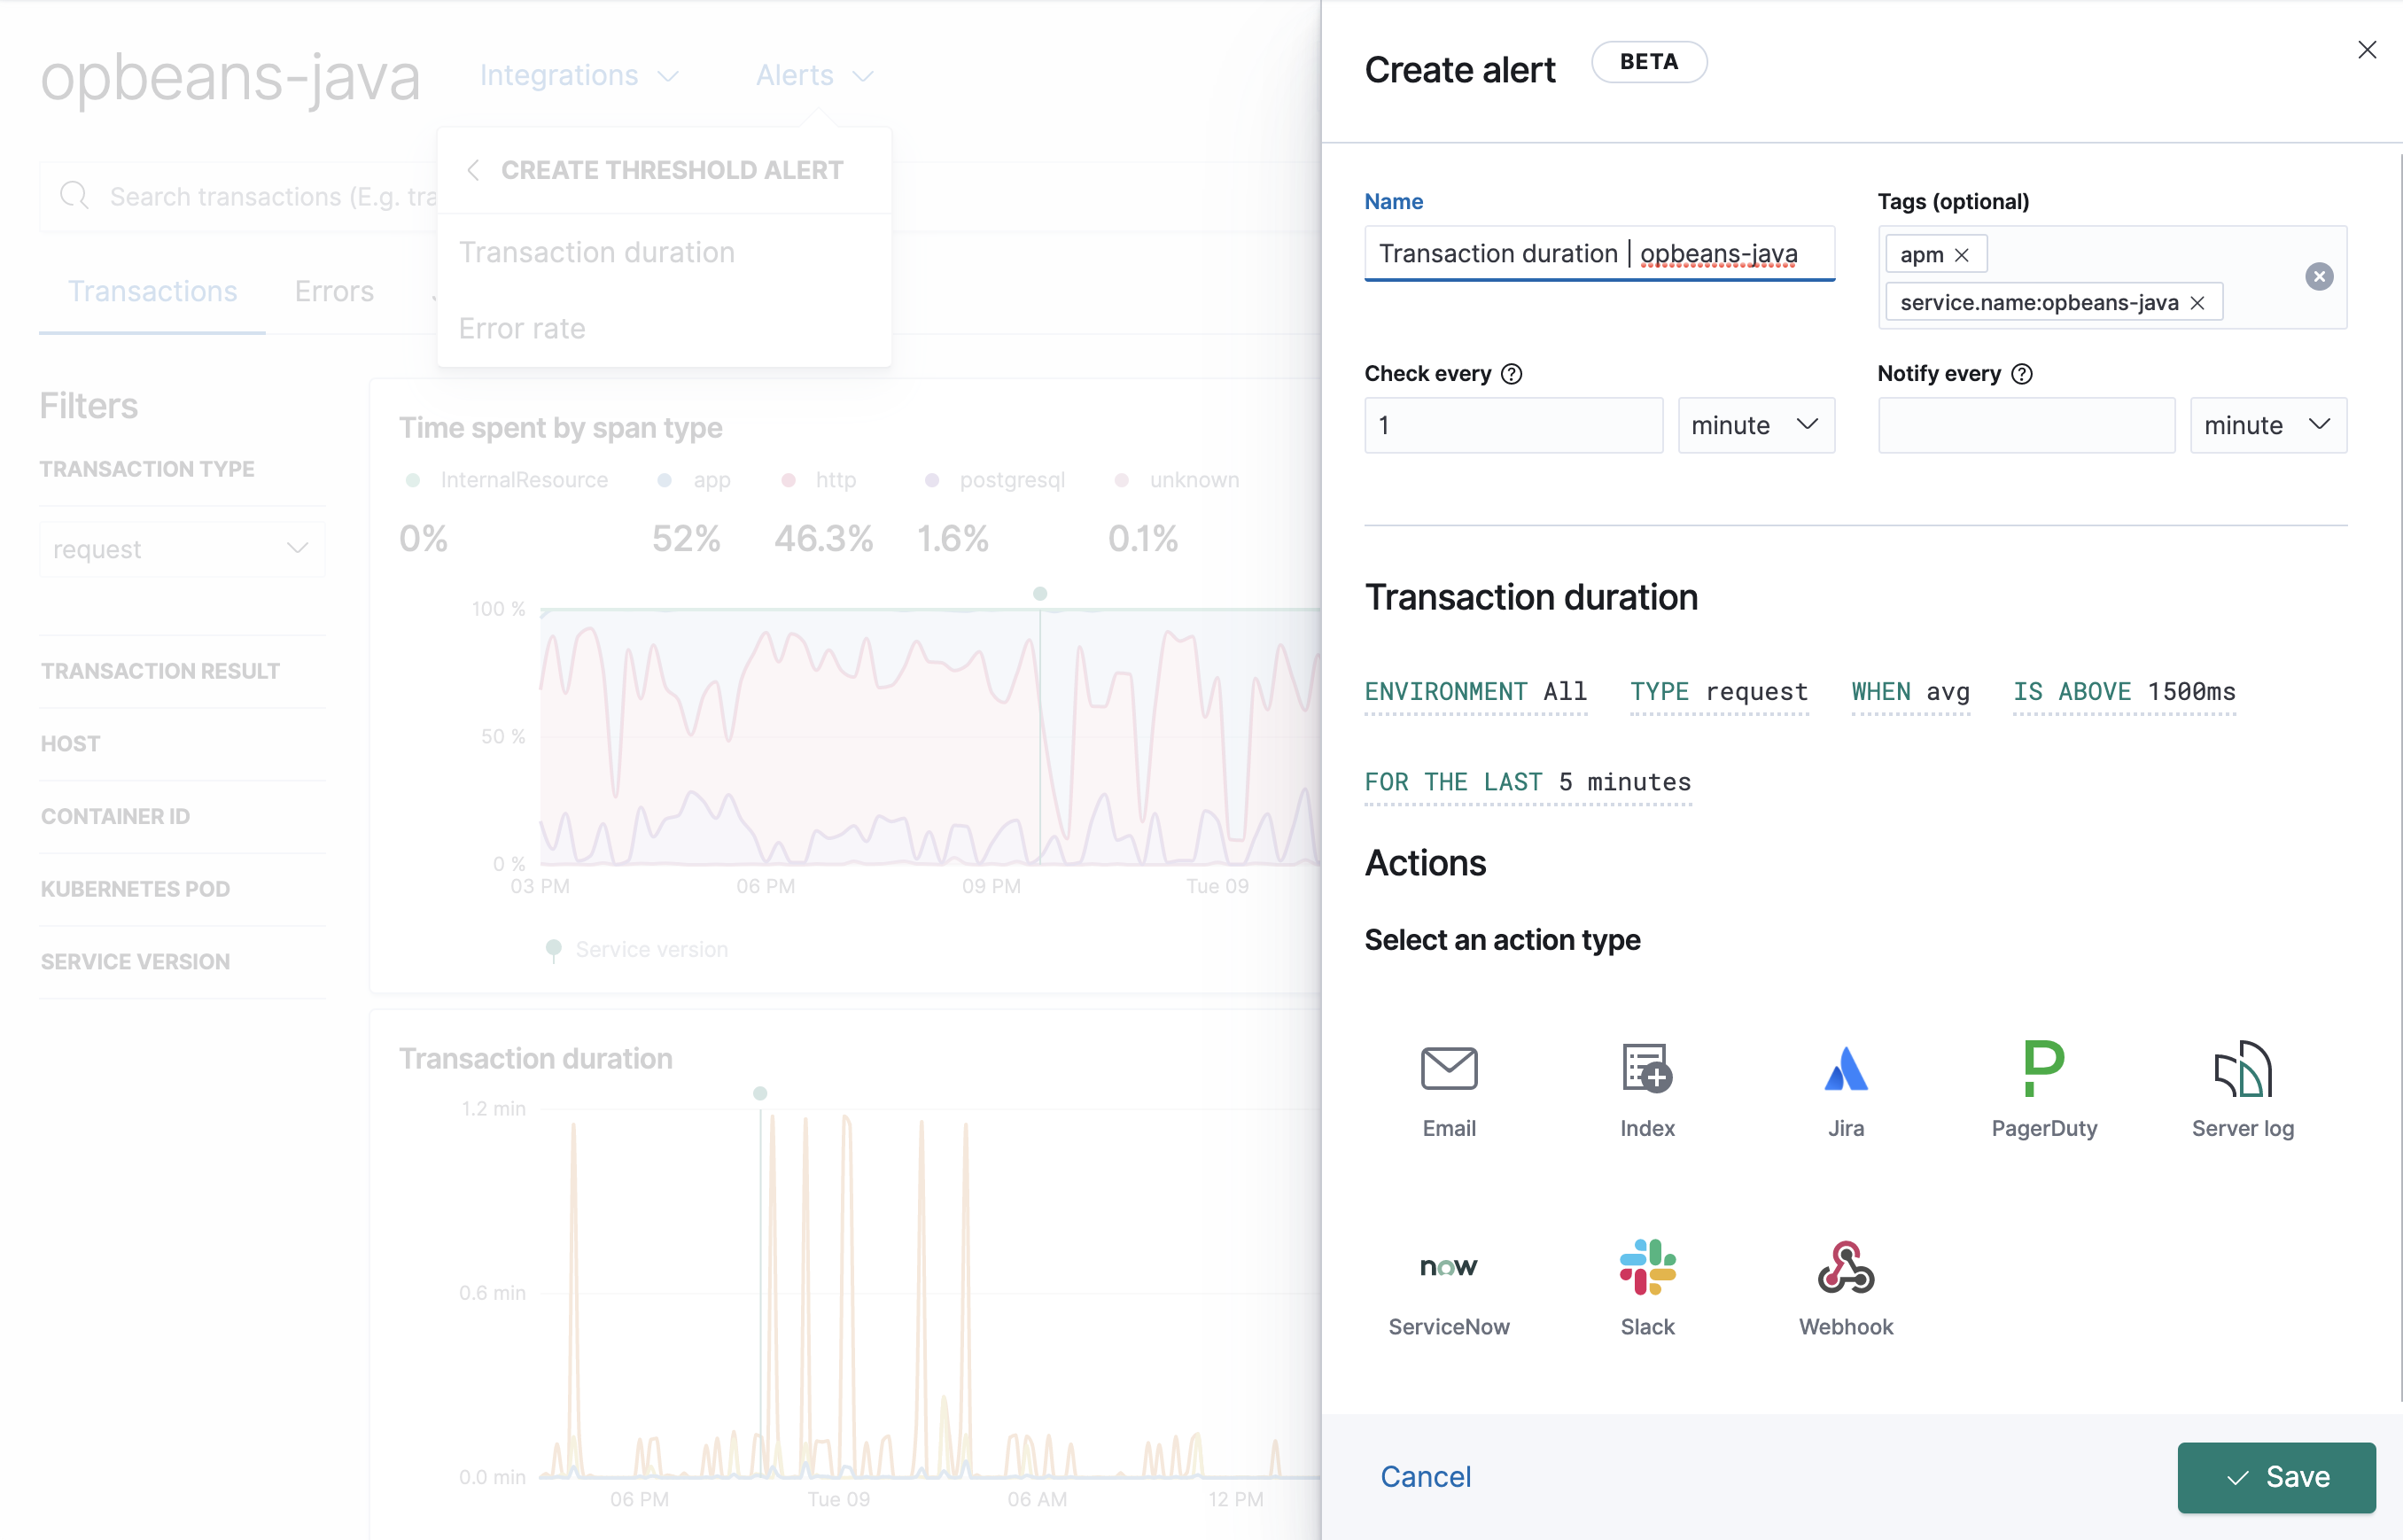 opbeans-java
Integrations
Alerts
CREATE THRESHOLD ALERT
Transaction duration
Error rate
Search transactions (E.g. tra
Transactions
Errors
Filters
TRANSACTION TYPE
request
TRANSACTION RESULT
HOST
CONTAINER ID
KUBERNETES POD
SERVICE VERSION
Time spent by span type
InternalResource app http postgresql unknown
0% 52% 46.3% 1.6% 0.1%
100 %
50 %
0 %
03 PM 06 PM 09 PM Tue 09
Service version
Transaction duration
1.2 min
0.6 min
0.0 min
06 PM Tue 09 06 AM 12 PM
Create alert
BETA
Name
Transaction duration | opbeans-java
Tags (optional)
apm
service.name:opbeans-java
Check every
1
minute
Notify every
minute
Transaction duration
ENVIRONMENT All TYPE request WHEN avg IS ABOVE 1500ms
FOR THE LAST 5 minutes
Actions
Select an action type
Email
Index
Jira
PagerDuty
Server log
now
ServiceNow
Slack
Webhook
Cancel
Save